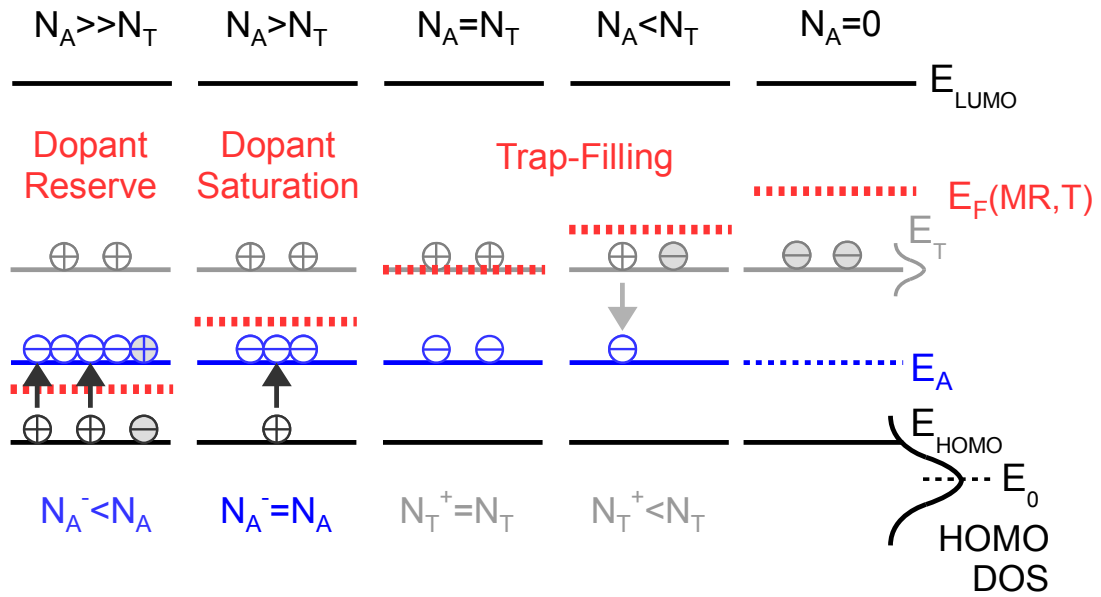 N_A>>N_T N_A>N_T N_A=N_T N_A<N_T N_A=0
E_LUMO
Dopant Reserve
Dopant Saturation
Trap-Filling
E_F(MR,T)
E_T
E_A
E_HOMO
E_0
N_A^-<N_A N_A^-=N_A N_T^+=N_T N_T^+<N_T
HOMO
DOS